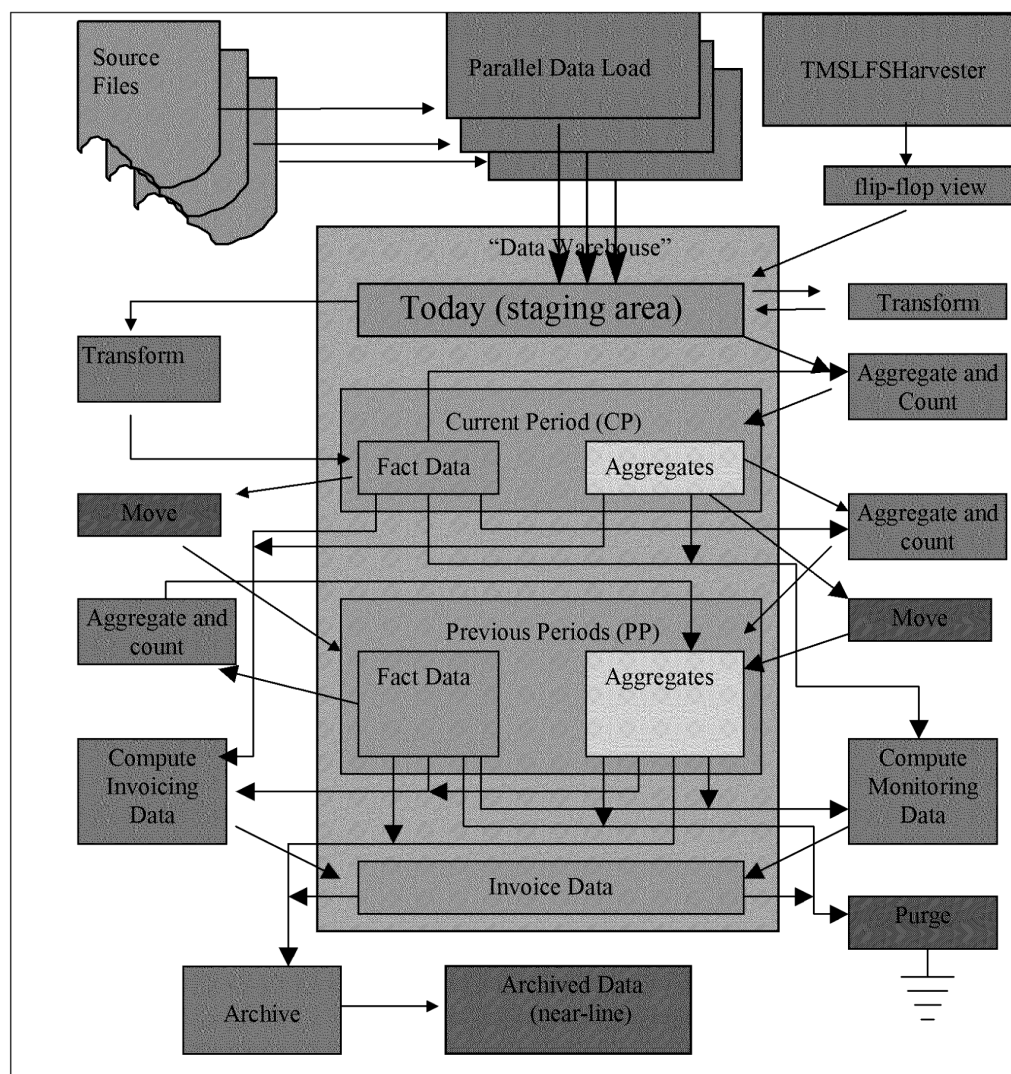 Source
Files
Parallel Data Load
TMSLFSHarvester
flip-flop view
“Data Warehouse”
Today (staging area)
Transform
Transform
Aggregate and
Count
Current Period (CP)
Fact Data
Aggregates
Move
Aggregate and
count
Aggregate and
count
Previous Periods (PP)
Move
Fact Data
Aggregates
Compute
Invoicing
Data
Compute
Monitoring
Data
Invoice Data
Purge
Archive
Archived Data
(near-line)